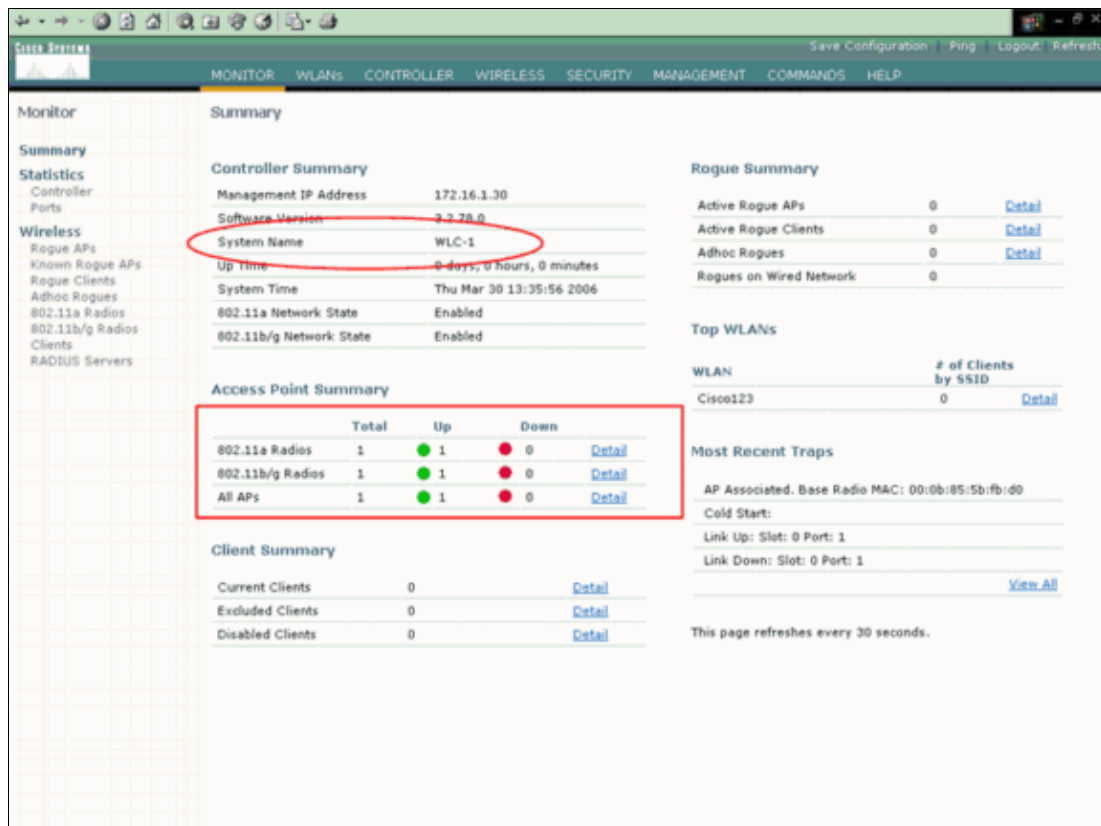 CISCO SYSTEMS
Save Configuration Ping Logout Refresh
MONITOR WLANs CONTROLLER WIRELESS SECURITY MANAGEMENT COMMANDS HELP
Monitor
Summary
Statistics
Controller
Ports
Wireless
Rogue APs
Known Rogue APs
Rogue Clients
Adhoc Rogues
802.11a Radios
802.11b/g Radios
Clients
RADIUS Servers
Summary
Controller Summary
Management IP Address 172.16.1.30
Software Version 3.2.78.0
System Name WLC-1
Up Time 0 days, 0 hours, 0 minutes
System Time Thu Mar 30 13:35:56 2006
802.11a Network State Enabled
802.11b/g Network State Enabled
Access Point Summary
Total Up Down
802.11a Radios 1 1 0 Detail
802.11b/g Radios 1 1 0 Detail
All APs 1 1 0 Detail
Client Summary
Current Clients 0 Detail
Excluded Clients 0 Detail
Disabled Clients 0 Detail
Rogue Summary
Active Rogue APs 0 Detail
Active Rogue Clients 0 Detail
Adhoc Rogues 0 Detail
Rogues on Wired Network 0
Top WLANs
WLAN # of Clients by SSID
Cisco123 0 Detail
Most Recent Traps
AP Associated. Base Radio MAC: 00:0b:85:5b:fb:d0
Cold Start:
Link Up: Slot: 0 Port: 1
Link Down: Slot: 0 Port: 1
View All
This page refreshes every 30 seconds.